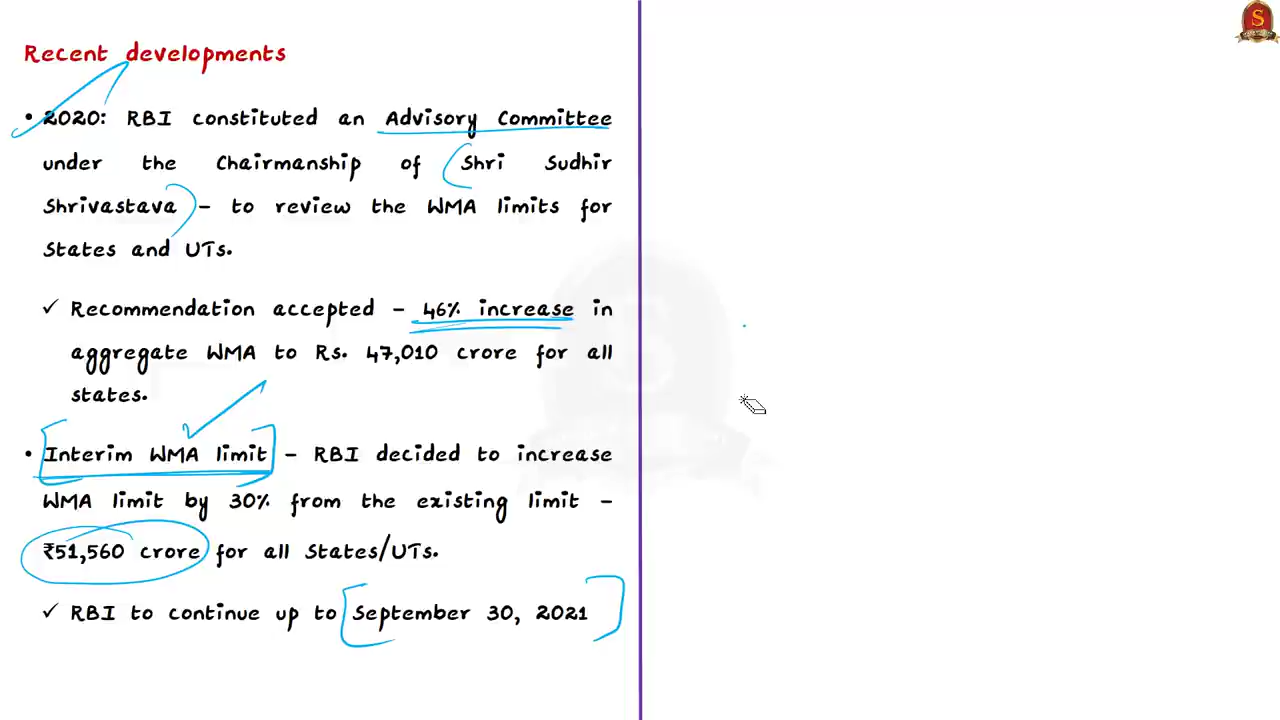 Recent developments
• 2020: RBI constituted an Advisory Committee
under the Chairmanship of Shri Sudhir
Shrivastava – to review the WMA limits for
States and UTs.
✓ Recommendation accepted – 46% increase in
aggregate WMA to Rs. 47,010 crore for all
states.
• Interim WMA limit – RBI decided to increase
WMA limit by 30% from the existing limit –
₹51,560 crore for all States/UTs.
✓ RBI to continue up to September 30, 2021
S